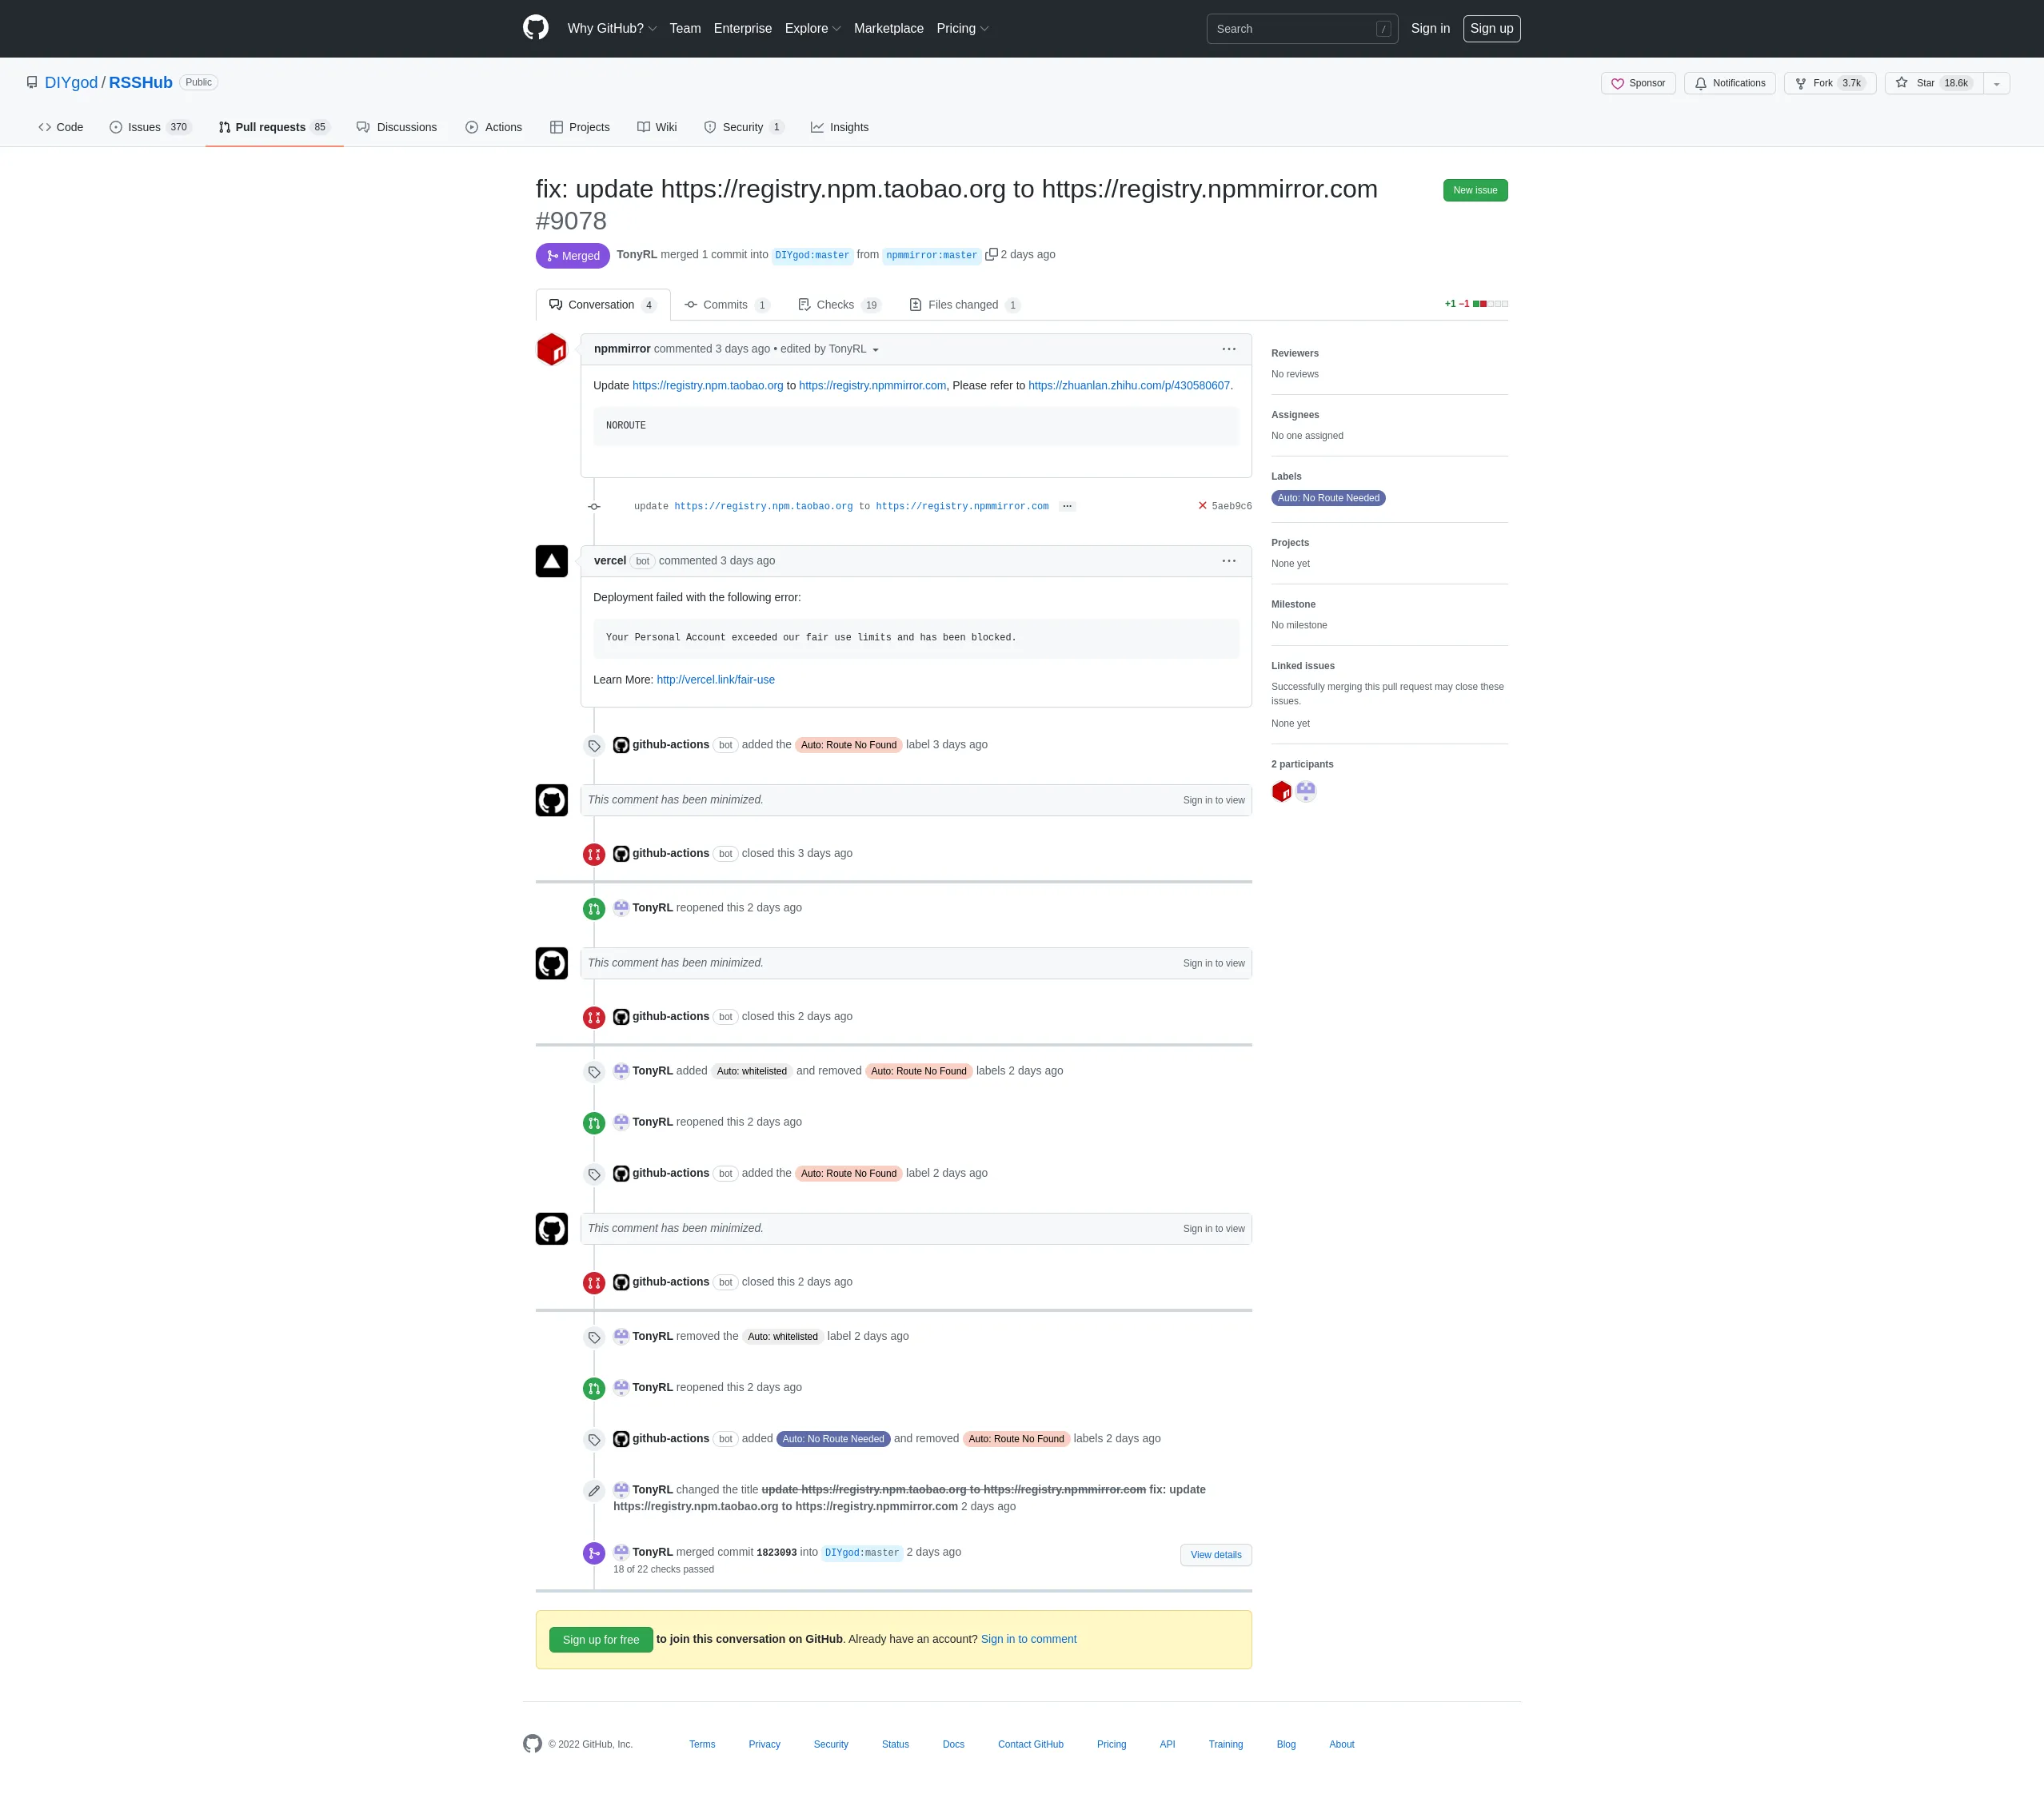 Why GitHub? Team Enterprise Explore Marketplace Pricing Search / Sign in Sign up
DIYgod / RSSHub Public Sponsor Notifications Fork 3.7k Star 18.6k
Code Issues 370 Pull requests 85 Discussions Actions Projects Wiki Security 1 Insights
fix: update https://registry.npm.taobao.org to https://registry.npmmirror.com
#9078
New issue
Merged TonyRL merged 1 commit into DIYgod:master from npmmirror:master 2 days ago
Conversation 4 Commits 1 Checks 19 Files changed 1 +1 −1
npmmirror commented 3 days ago • edited by TonyRL
Update https://registry.npm.taobao.org to https://registry.npmmirror.com, Please refer to https://zhuanlan.zhihu.com/p/430580607.
NOROUTE
update https://registry.npm.taobao.org to https://registry.npmmirror.com … 5aeb9c6
vercel bot commented 3 days ago
Deployment failed with the following error:
Your Personal Account exceeded our fair use limits and has been blocked.
Learn More: http://vercel.link/fair-use
github-actions bot added the Auto: Route No Found label 3 days ago
This comment has been minimized. Sign in to view
github-actions bot closed this 3 days ago
TonyRL reopened this 2 days ago
This comment has been minimized. Sign in to view
github-actions bot closed this 2 days ago
TonyRL added Auto: whitelisted and removed Auto: Route No Found labels 2 days ago
TonyRL reopened this 2 days ago
github-actions bot added the Auto: Route No Found label 2 days ago
This comment has been minimized. Sign in to view
github-actions bot closed this 2 days ago
TonyRL removed the Auto: whitelisted label 2 days ago
TonyRL reopened this 2 days ago
github-actions bot added Auto: No Route Needed and removed Auto: Route No Found labels 2 days ago
TonyRL changed the title update https://registry.npm.taobao.org to https://registry.npmmirror.com fix: update
https://registry.npm.taobao.org to https://registry.npmmirror.com 2 days ago
TonyRL merged commit 1823093 into DIYgod:master 2 days ago View details
18 of 22 checks passed
Reviewers
No reviews
Assignees
No one assigned
Labels
Auto: No Route Needed
Projects
None yet
Milestone
No milestone
Linked issues
Successfully merging this pull request may close these
issues.
None yet
2 participants
Sign up for free to join this conversation on GitHub. Already have an account? Sign in to comment
© 2022 GitHub, Inc. Terms Privacy Security Status Docs Contact GitHub Pricing API Training Blog About